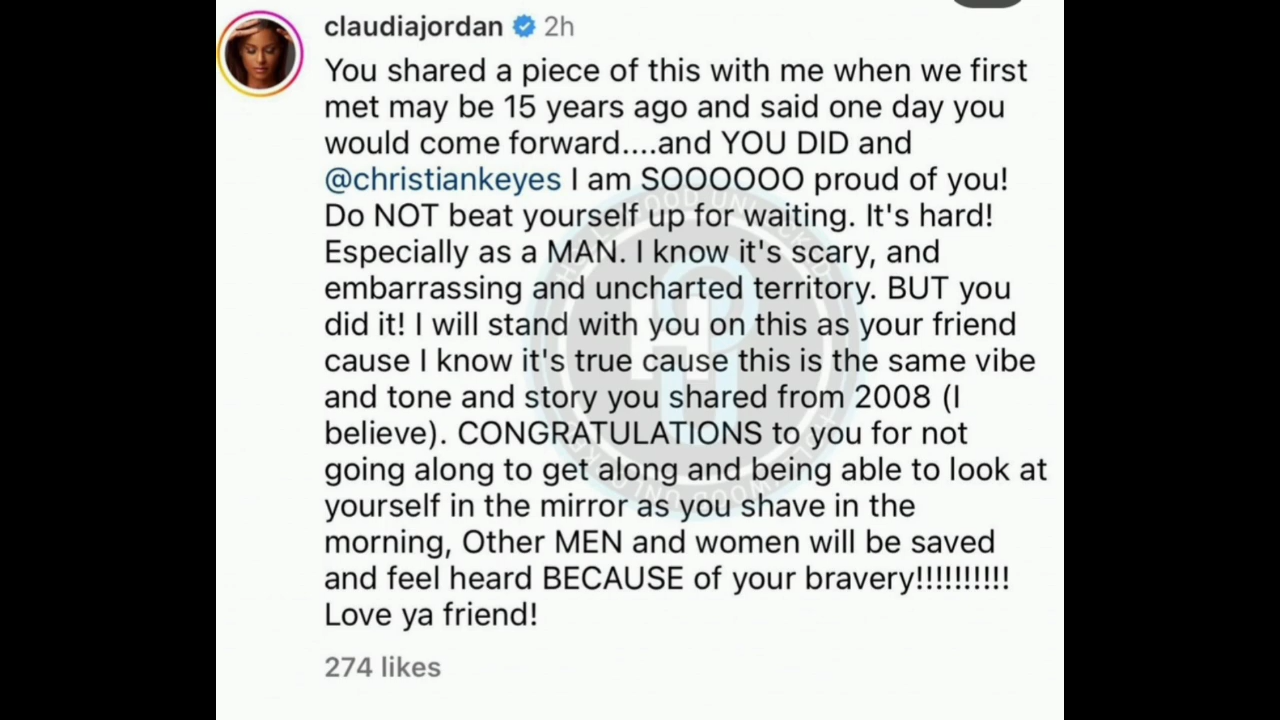 claudiajordan 2h
You shared a piece of this with me when we first
met may be 15 years ago and said one day you
would come forward....and YOU DID and
@christiankeyes I am SOOOOOO proud of you!
Do NOT beat yourself up for waiting. It's hard!
Especially as a MAN. I know it's scary, and
embarrassing and uncharted territory. BUT you
did it! I will stand with you on this as your friend
cause I know it's true cause this is the same vibe
and tone and story you shared from 2008 (I
believe). CONGRATULATIONS to you for not
going along to get along and being able to look at
yourself in the mirror as you shave in the
morning, Other MEN and women will be saved
and feel heard BECAUSE of your bravery!!!!!!!!!!
Love ya friend!
274 likes